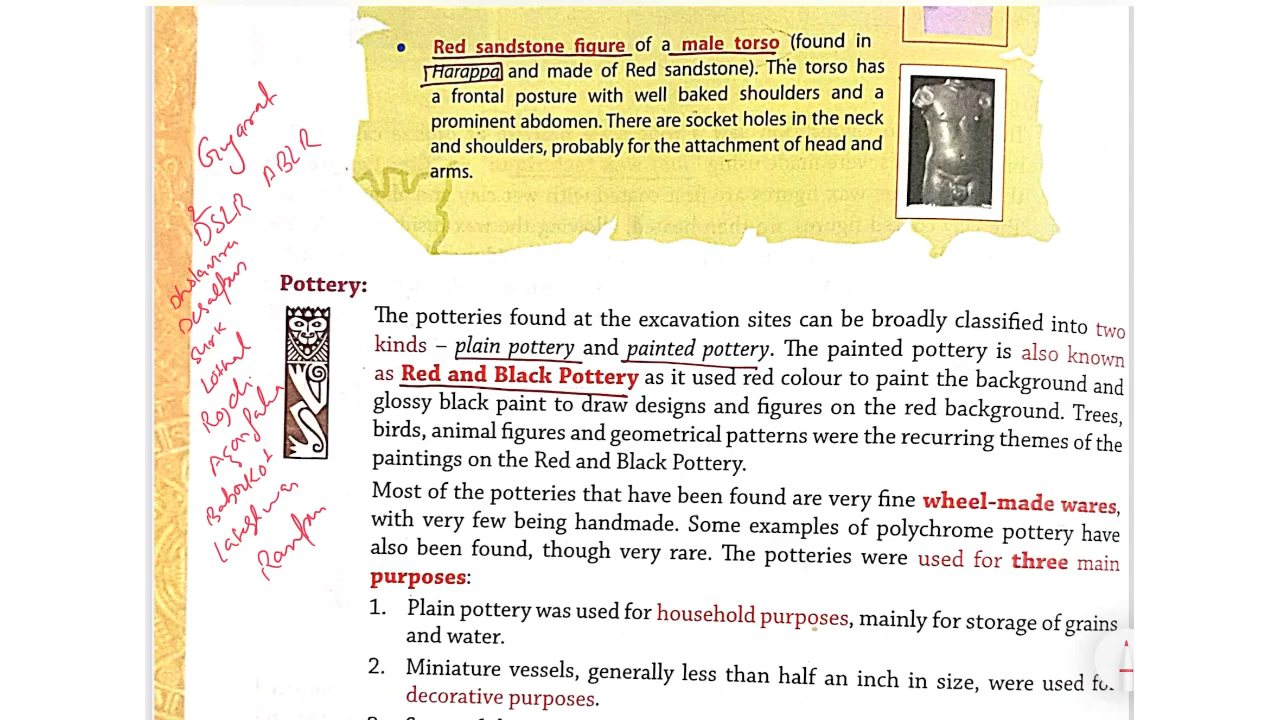 • Red sandstone figure of a male torso (found in
Harappa and made of Red sandstone). The torso has
a frontal posture with well baked shoulders and a
prominent abdomen. There are socket holes in the neck
and shoulders, probably for the attachment of head and
arms.
Gujarat
DSLR ABLR
Dholavira
Desalpur
Surk
Lothal
Rojdi
Baborkot
Pottery:
The potteries found at the excavation sites can be broadly classified into two
kinds – plain pottery and painted pottery. The painted pottery is also known
as Red and Black Pottery as it used red colour to paint the background and
glossy black paint to draw designs and figures on the red background. Trees,
birds, animal figures and geometrical patterns were the recurring themes of the
paintings on the Red and Black Pottery.
Most of the potteries that have been found are very fine wheel-made wares,
with very few being handmade. Some examples of polychrome pottery have
also been found, though very rare. The potteries were used for three main
purposes:
1. Plain pottery was used for household purposes, mainly for storage of grains
and water.
2. Miniature vessels, generally less than half an inch in size, were used for
decorative purposes.